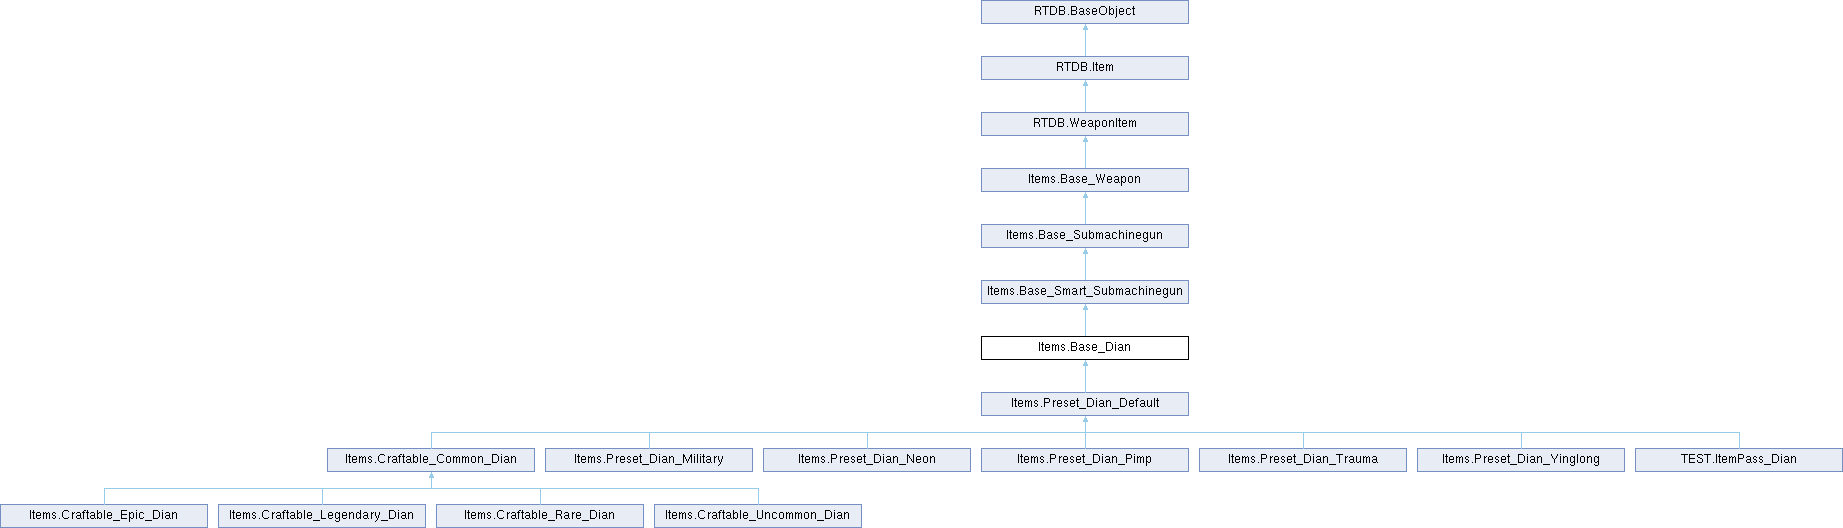 RTDB.BaseObject
RTDB.Item
RTDB.WeaponItem
Items.Base_Weapon
Items.Base_Submachinegun
Items.Base_Smart_Submachinegun
Items.Base_Dian
Items.Preset_Dian_Default
Items.Craftable_Common_Dian
Items.Preset_Dian_Military
Items.Preset_Dian_Neon
Items.Preset_Dian_Pimp
Items.Preset_Dian_Trauma
Items.Preset_Dian_Yinglong
TEST.ItemPass_Dian
Items.Craftable_Epic_Dian
Items.Craftable_Legendary_Dian
Items.Craftable_Rare_Dian
Items.Craftable_Uncommon_Dian